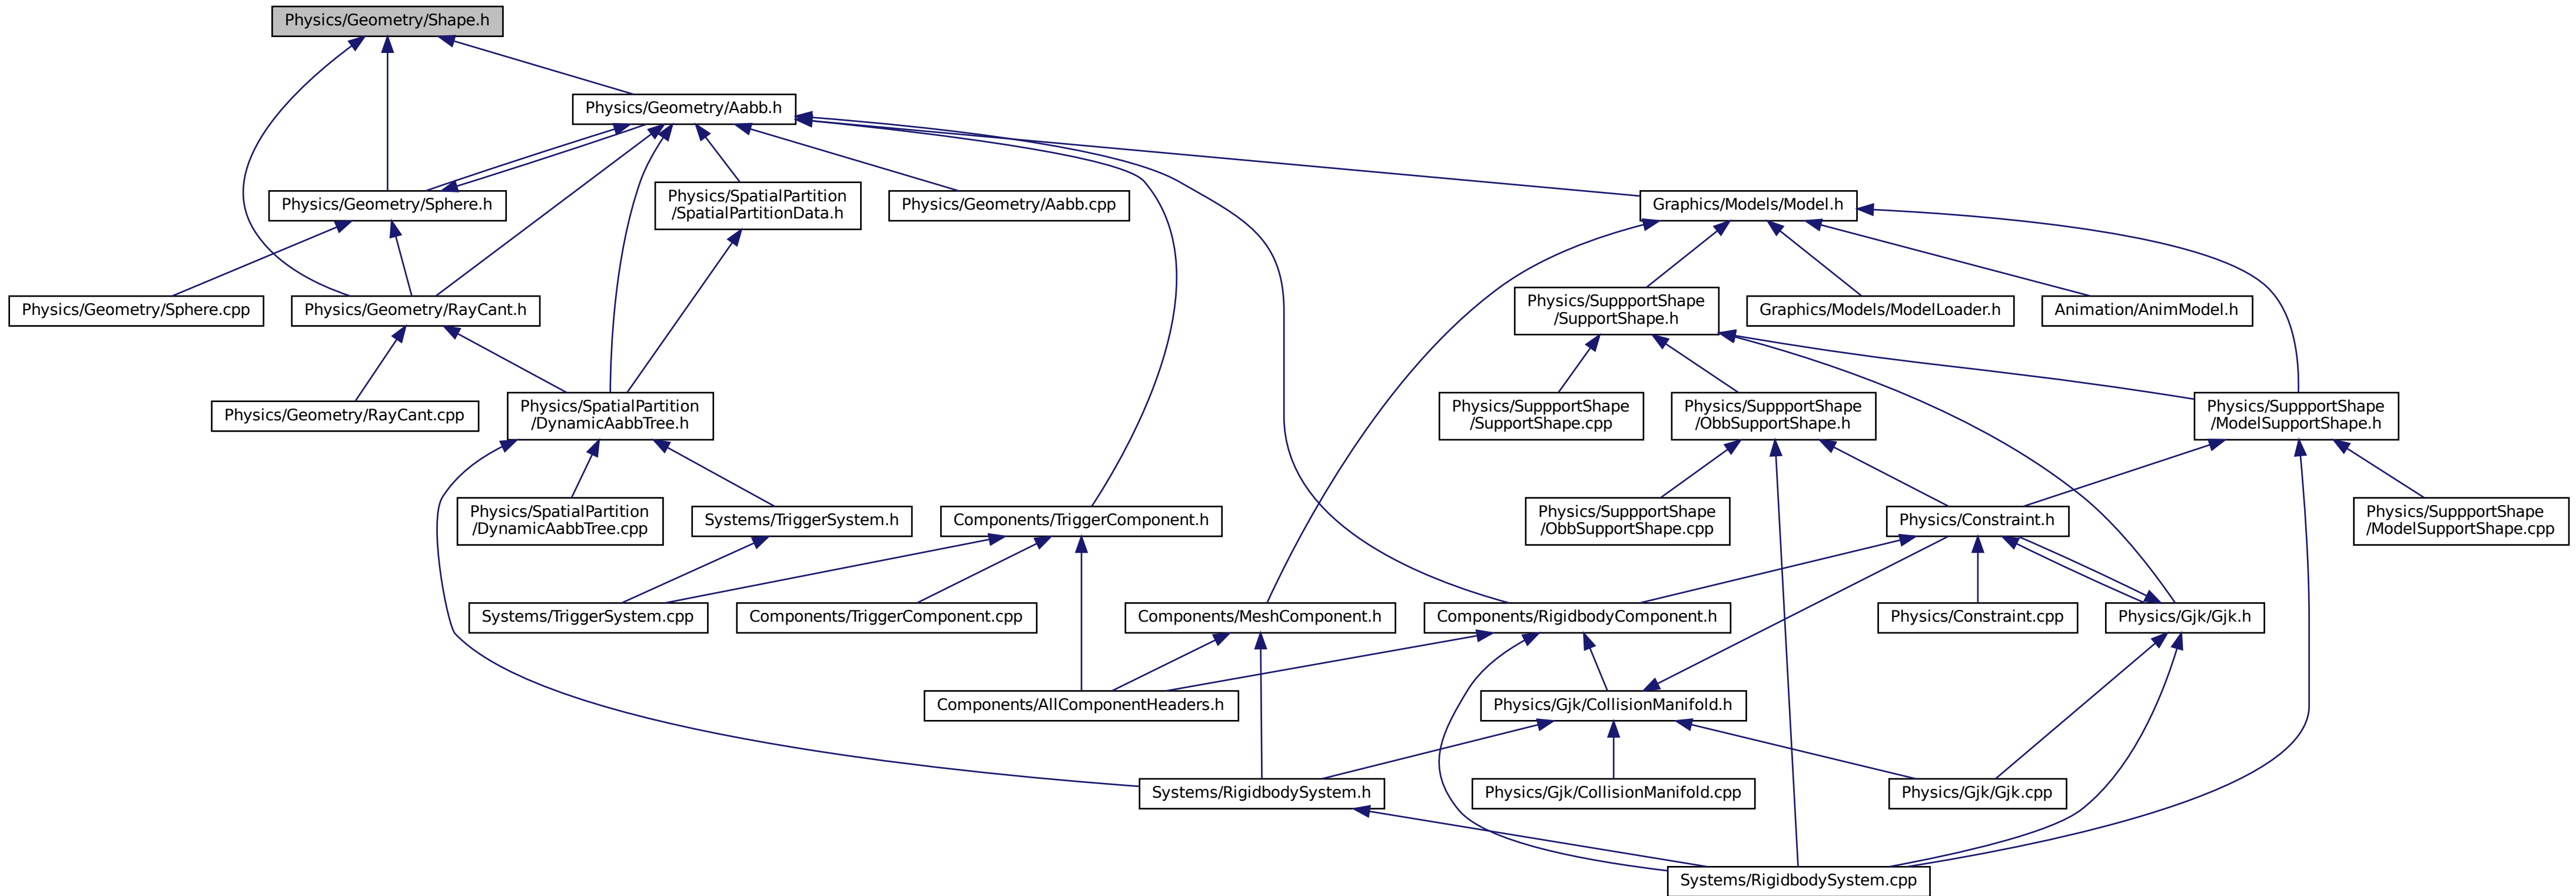 Physics/Geometry/Shape.h
Physics/Geometry/Aabb.h
Physics/Geometry/Sphere.h
Physics/SpatialPartition
/SpatialPartitionData.h
Physics/Geometry/Aabb.cpp
Graphics/Models/Model.h
Physics/Geometry/Sphere.cpp
Physics/Geometry/RayCant.h
Physics/SuppportShape
/SupportShape.h
Graphics/Models/ModelLoader.h
Animation/AnimModel.h
Physics/Geometry/RayCant.cpp
Physics/SpatialPartition
/DynamicAabbTree.h
Physics/SuppportShape
/SupportShape.cpp
Physics/SuppportShape
/ObbSupportShape.h
Physics/SuppportShape
/ModelSupportShape.h
Physics/SpatialPartition
/DynamicAabbTree.cpp
Systems/TriggerSystem.h
Components/TriggerComponent.h
Physics/SuppportShape
/ObbSupportShape.cpp
Physics/Constraint.h
Physics/SuppportShape
/ModelSupportShape.cpp
Systems/TriggerSystem.cpp
Components/TriggerComponent.cpp
Components/MeshComponent.h
Components/RigidbodyComponent.h
Physics/Constraint.cpp
Physics/Gjk/Gjk.h
Components/AllComponentHeaders.h
Physics/Gjk/CollisionManifold.h
Systems/RigidbodySystem.h
Physics/Gjk/CollisionManifold.cpp
Physics/Gjk/Gjk.cpp
Systems/RigidbodySystem.cpp